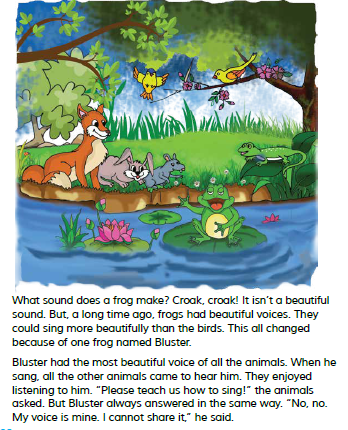 What sound does a frog make? Croak, croak! It isn't a beautiful
sound. But, a long time ago, frogs had beautiful voices. They
could sing more beautifully than the birds. This all changed
because of one frog named Bluster.
Bluster had the most beautiful voice of all the animals. When he
sang, all the other animals came to hear him. They enjoyed
listening to him. "Please teach us how to sing!" the animals
asked. But Bluster always answered in the same way. "No, no.
My voice is mine. I cannot share it," he said.